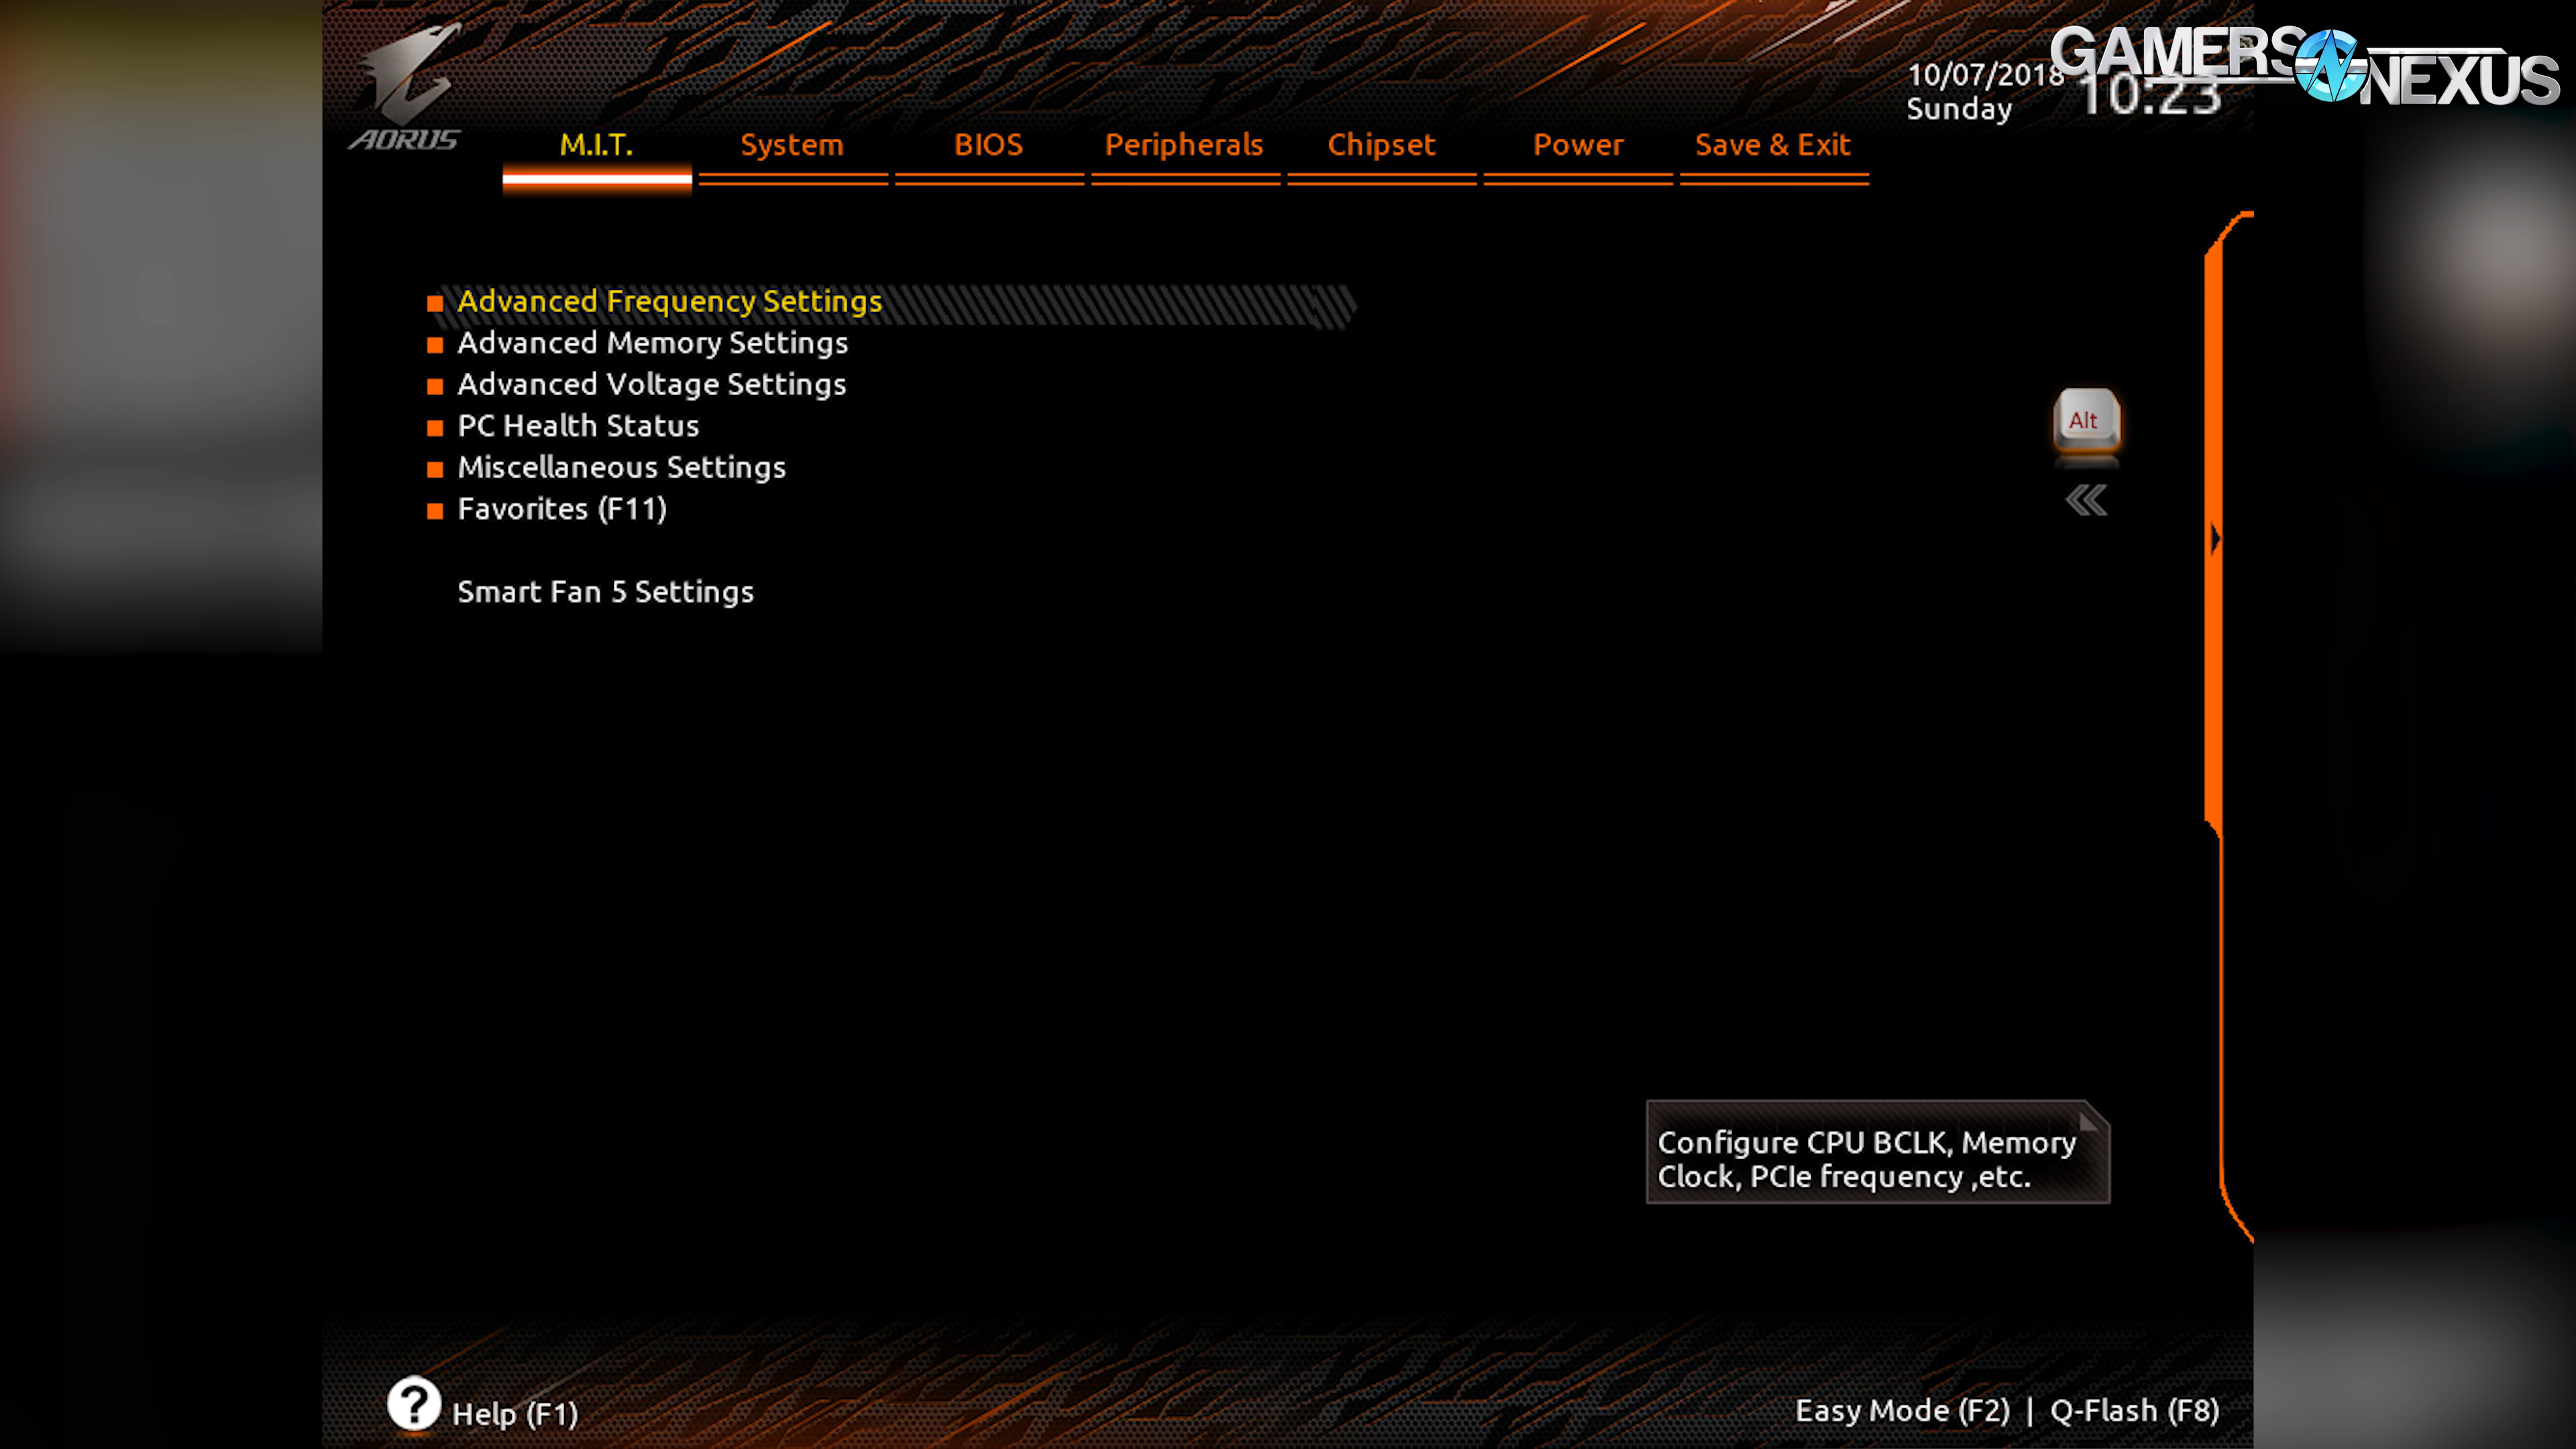 GAMERS NEXUS
10/07/2018 10:23
Sunday
AORUS
M.I.T. System BIOS Peripherals Chipset Power Save & Exit
Advanced Frequency Settings
Advanced Memory Settings
Advanced Voltage Settings
PC Health Status
Miscellaneous Settings
Favorites (F11)
Smart Fan 5 Settings
Alt
Configure CPU BCLK, Memory
Clock, PCIe frequency ,etc.
? Help (F1)
Easy Mode (F2) | Q-Flash (F8)